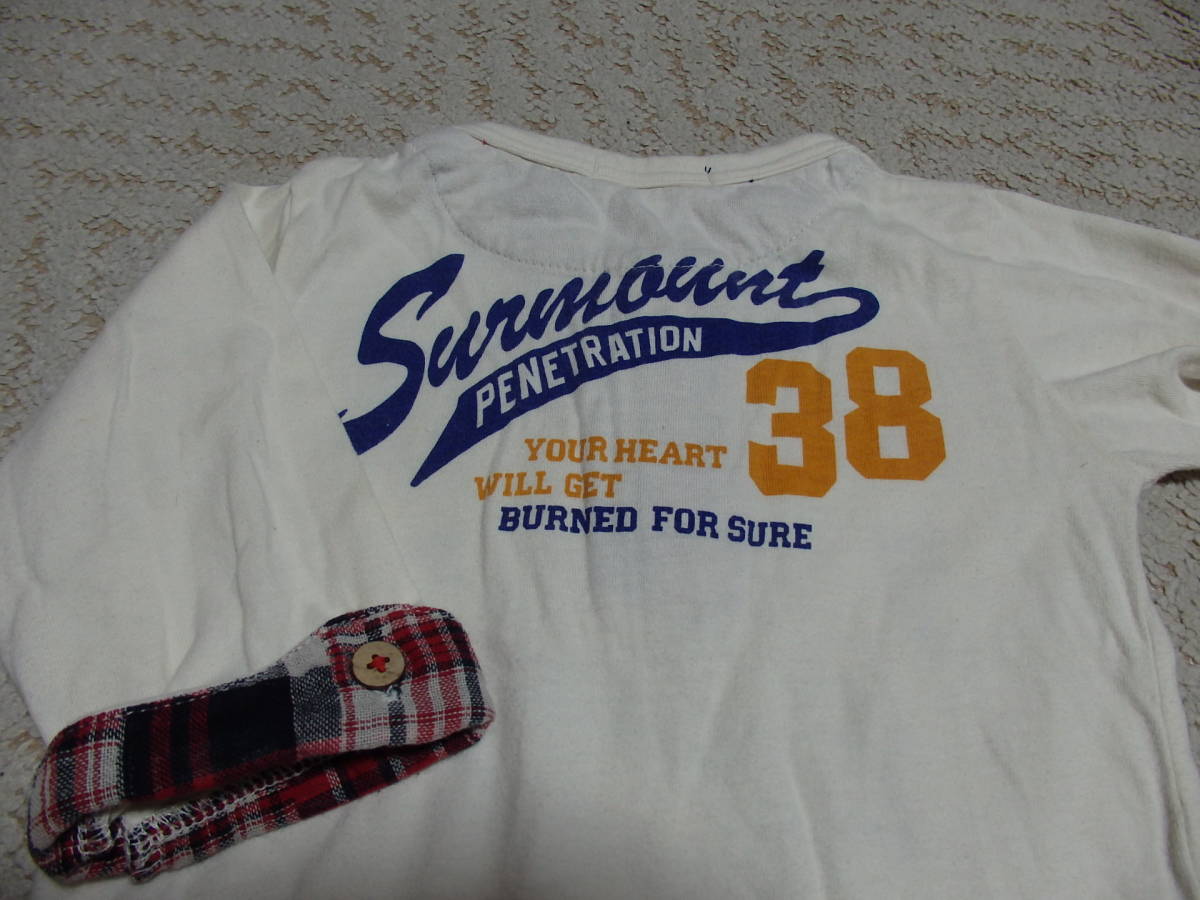 Surmount
PENETRATION
38
YOUR HEART
WILL GET
BURNED FOR SURE